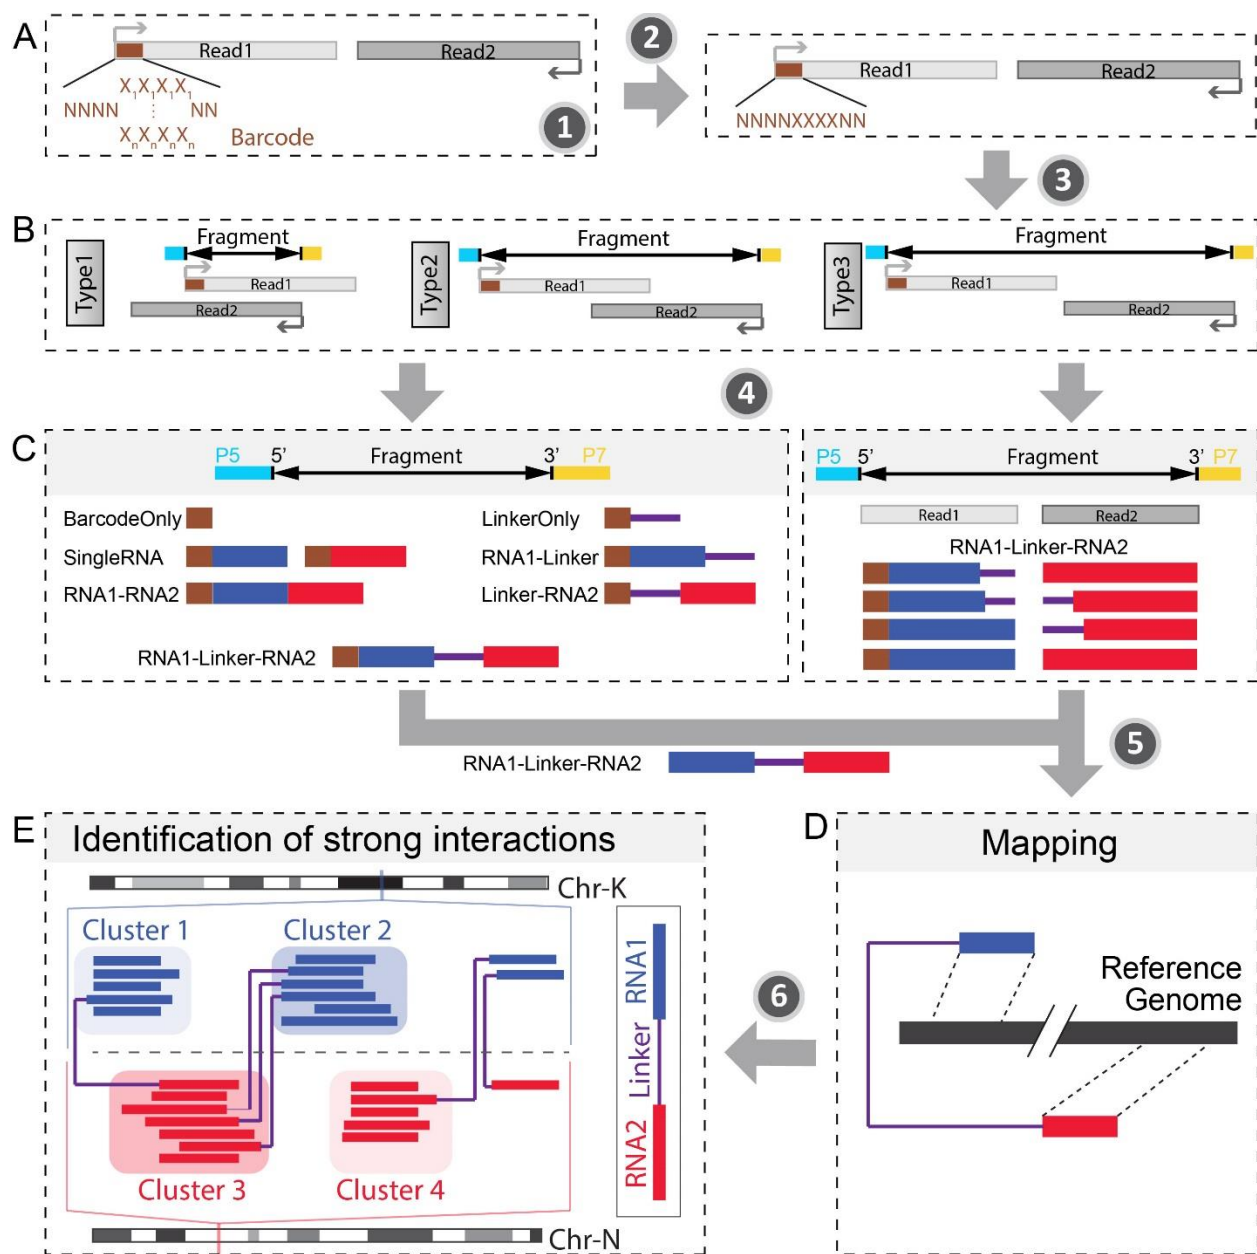 A
Read1
Read2
X1X1X1X1
NNNN
NN
XnXnXnXn
Barcode
1
2
Read1
Read2
NNNNXXXXNN
3
B
Type1
Fragment
Read1
Read2
Type2
Fragment
Read1
Read2
Type3
Fragment
Read1
Read2
4
C
P5 5’ Fragment 3’ P7
BarcodeOnly
LinkerOnly
SingleRNA
RNA1-Linker
RNA1-RNA2
Linker-RNA2
RNA1-Linker-RNA2
P5 5’ Fragment 3’ P7
Read1
Read2
RNA1-Linker-RNA2
5
RNA1-Linker-RNA2
D
Mapping
Reference
Genome
6
E
Identification of strong interactions
Chr-K
Cluster 1
Cluster 2
Cluster 3
Cluster 4
Chr-N
RNA2 Linker RNA1